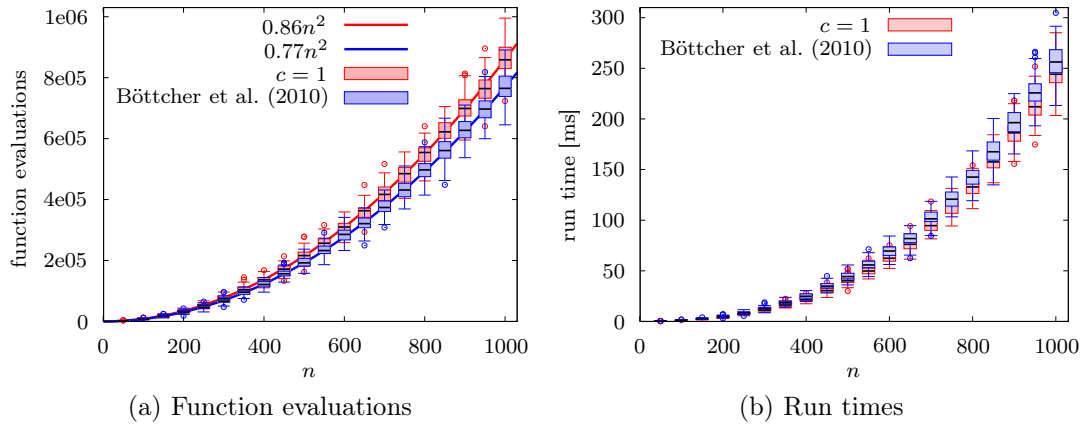 1e06
8e05
6e05
4e05
2e05
0
function evaluations
0.86n²
0.77n²
c = 1
Böttcher et al. (2010)
0 200 400 600 800 1000
n
(a) Function evaluations
300
250
200
150
100
50
0
run time [ms]
c = 1
Böttcher et al. (2010)
0 200 400 600 800 1000
n
(b) Run times